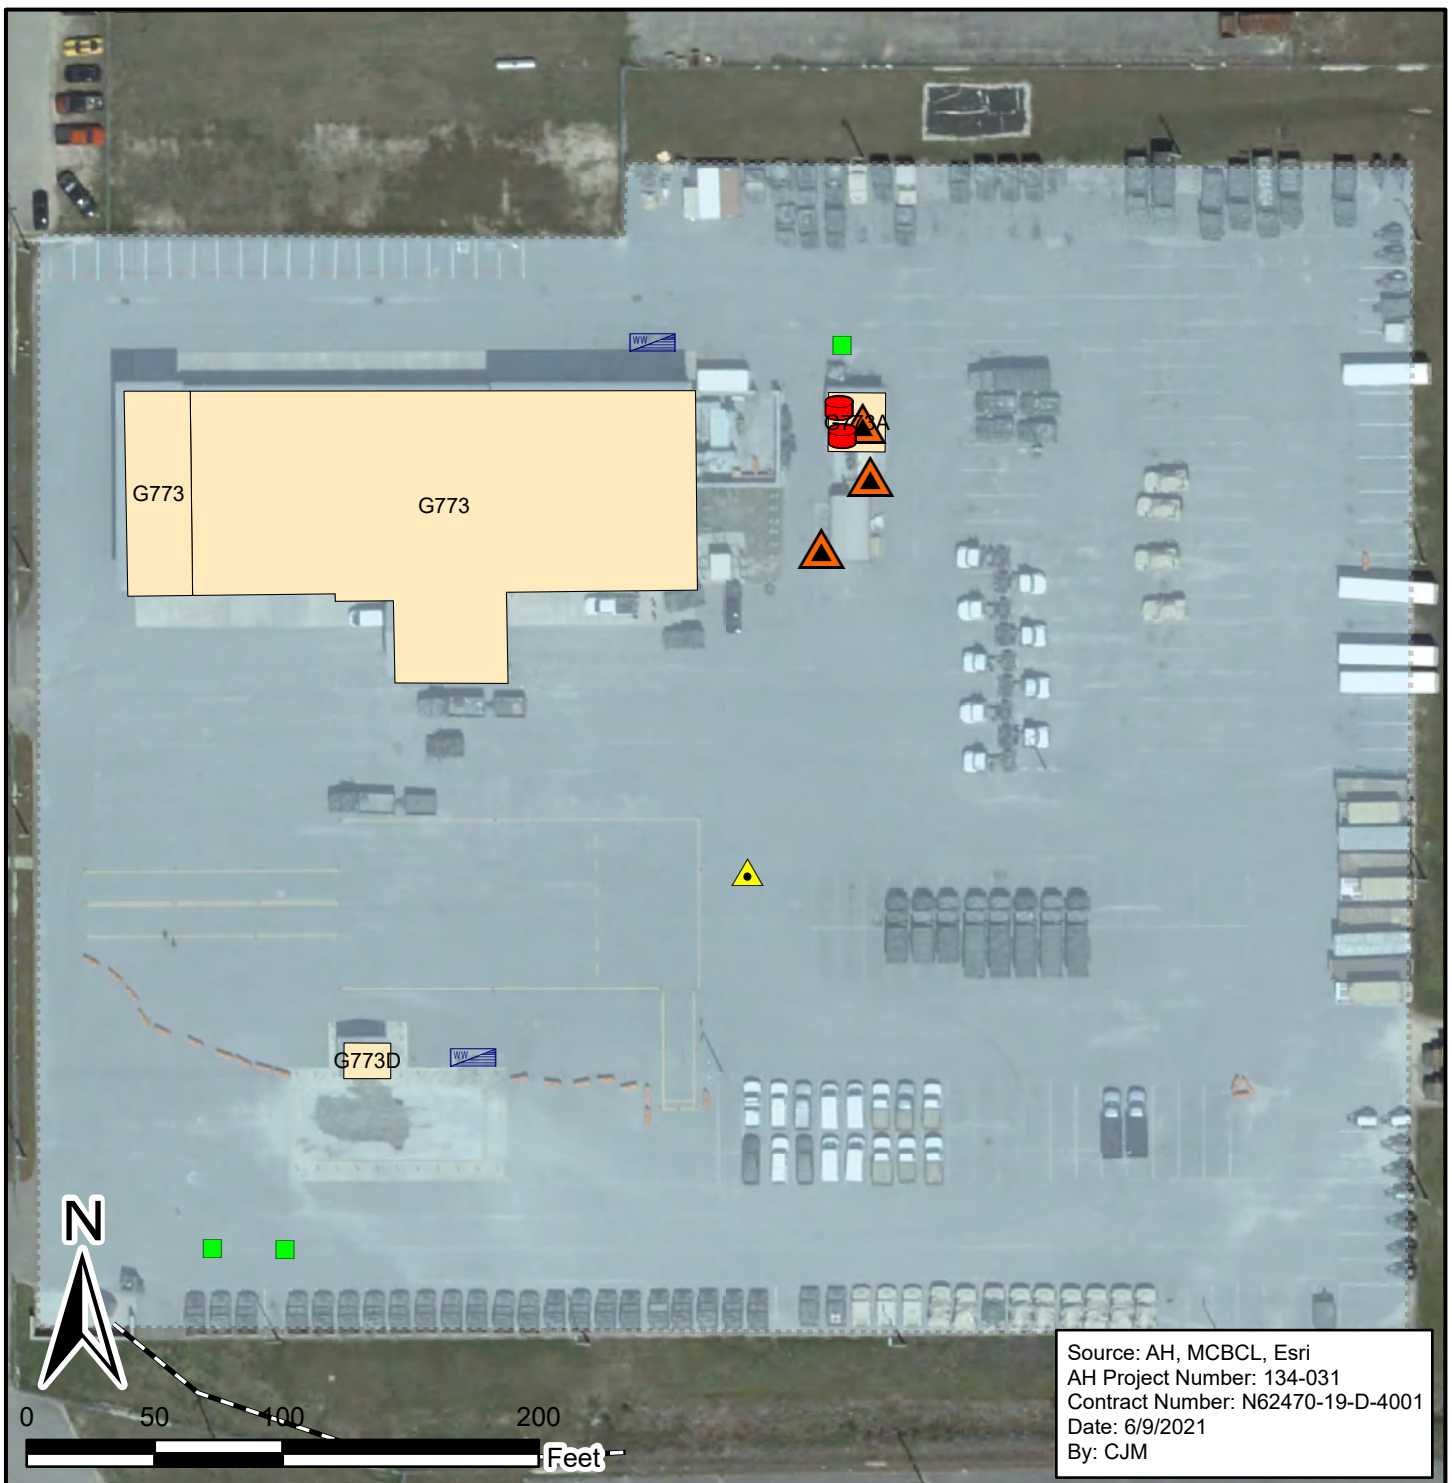 WW
G773A
G773
G773
G773D
WW
N
0 50 100 200
Feet
Source: AH, MCBCL, Esri
AH Project Number: 134-031
Contract Number: N62470-19-D-4001
Date: 6/9/2021
By: CJM